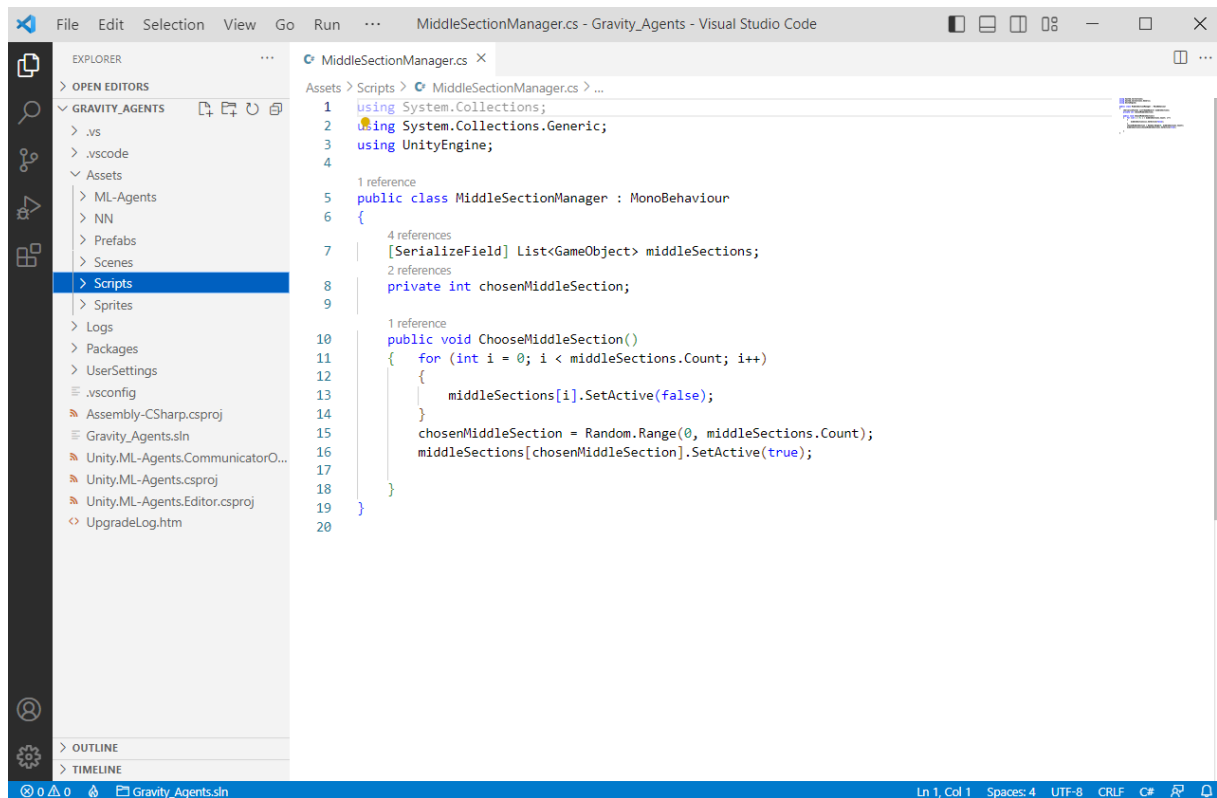 File Edit Selection View Go Run ··· MiddleSectionManager.cs - Gravity_Agents - Visual Studio Code
EXPLORER ···
OPEN EDITORS
GRAVITY_AGENTS
.vs
.vscode
Assets
ML-Agents
NN
Prefabs
Scenes
Scripts
Sprites
Logs
Packages
UserSettings
.vsconfig
Assembly-CSharp.csproj
Gravity_Agents.sln
Unity.ML-Agents.CommunicatorO...
Unity.ML-Agents.csproj
Unity.ML-Agents.Editor.csproj
UpgradeLog.htm
OUTLINE
TIMELINE
MiddleSectionManager.cs
Assets > Scripts > MiddleSectionManager.cs > ...
1 using System.Collections;
2 using System.Collections.Generic;
3 using UnityEngine;
4
1 reference
5 public class MiddleSectionManager : MonoBehaviour
6 {
4 references
7 [SerializeField] List<GameObject> middleSections;
2 references
8 private int chosenMiddleSection;
9
1 reference
10 public void ChooseMiddleSection()
11 { for (int i = 0; i < middleSections.Count; i++)
12 {
13 middleSections[i].SetActive(false);
14 }
15 chosenMiddleSection = Random.Range(0, middleSections.Count);
16 middleSections[chosenMiddleSection].SetActive(true);
17
18 }
19 }
20
0 0 Gravity_Agents.sln Ln 1, Col 1 Spaces: 4 UTF-8 CRLF C#